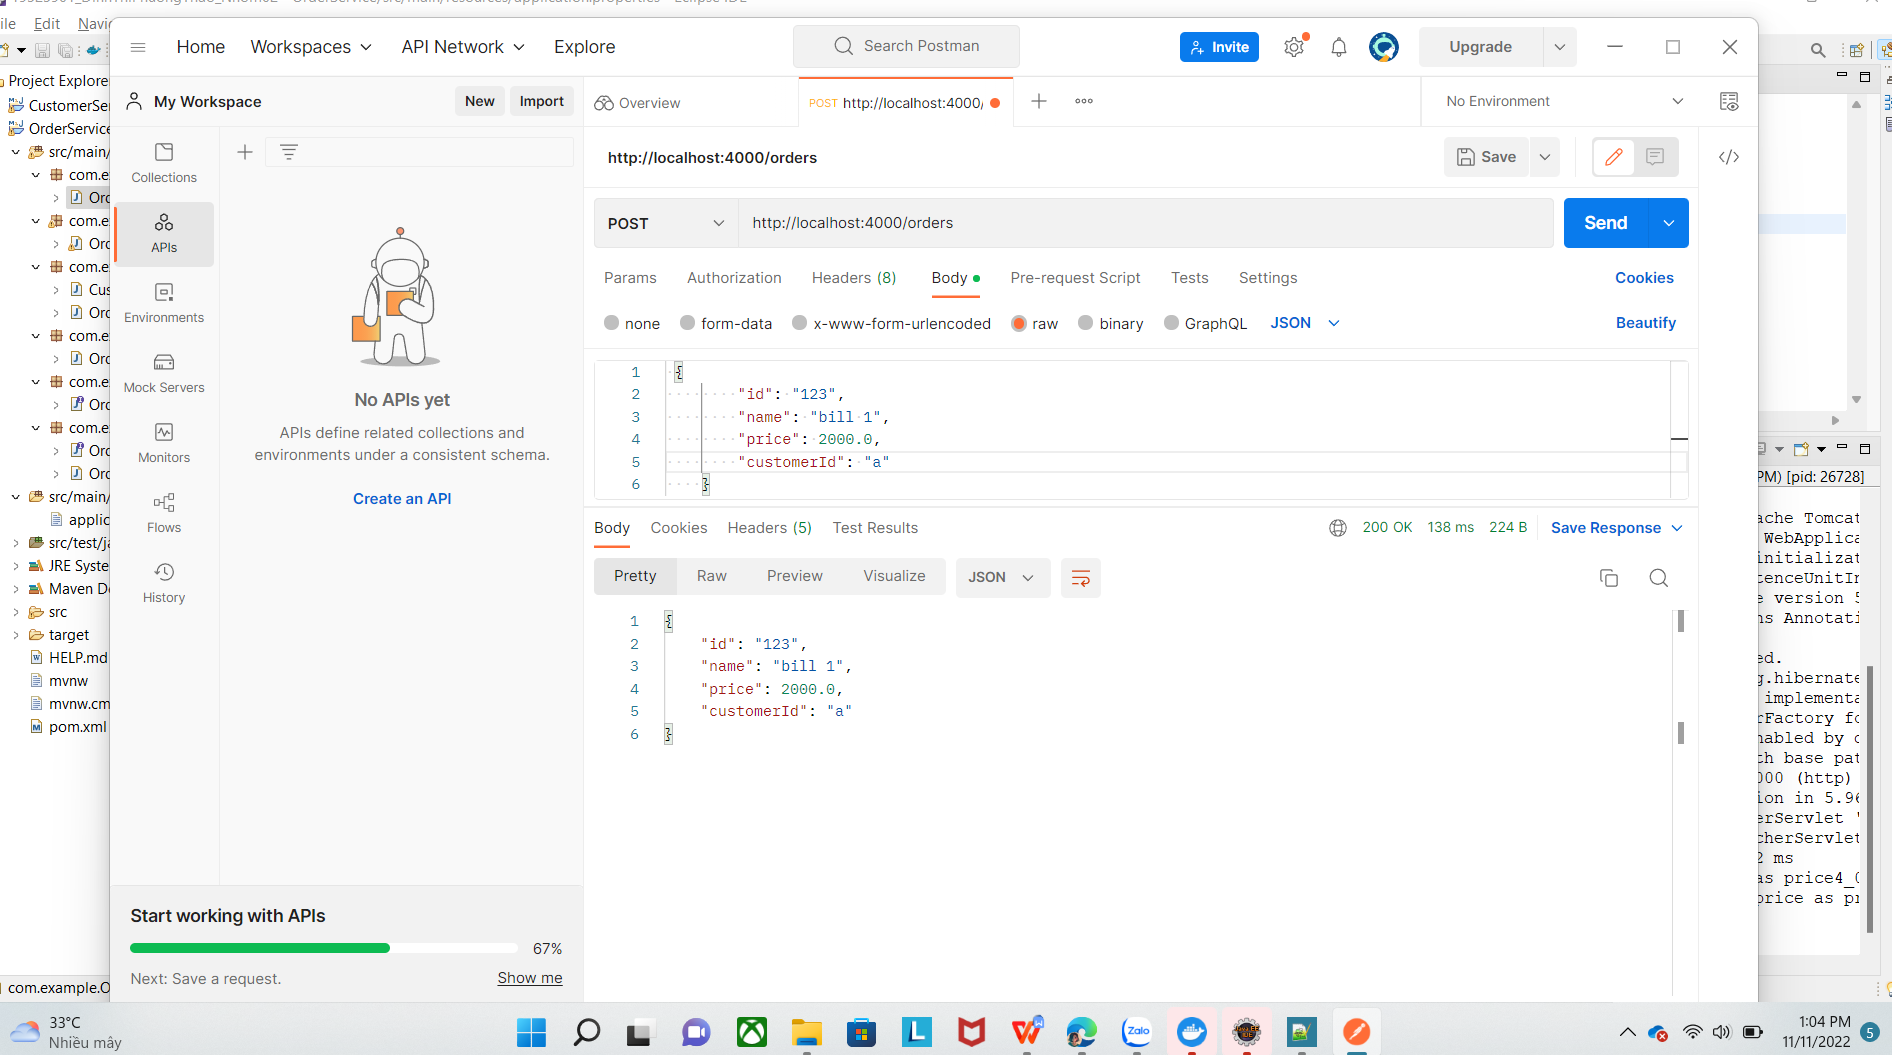 Edit
Project Explore
CustomerSer
OrderService
src/main/
com.e
Orc
com.ex
Orc
com.e
Cus
Orc
com.e
Orc
com.e
Orc
com.e
Orc
Orc
src/main/
applic
src/test/ja
JRE Syste
Maven De
src
target
HELP.md
mvnw
mvnw.cm
pom.xml
com.example.O
Home
Workspaces
API Network
Explore
Search Postman
Invite
Upgrade
My Workspace
New
Import
Overview
POST http://localhost:4000/
No Environment
Collections
APIs
Environments
Mock Servers
Monitors
Flows
History
No APIs yet
APIs define related collections and
environments under a consistent schema.
Create an API
Start working with APIs
67%
Next: Save a request.
Show me
http://localhost:4000/orders
Save
POST
http://localhost:4000/orders
Send
Params
Authorization
Headers (8)
Body
Pre-request Script
Tests
Settings
Cookies
none
form-data
x-www-form-urlencoded
raw
binary
GraphQL
JSON
Beautify
1 {
2 "id": "123",
3 "name": "bill 1",
4 "price": 2000.0,
5 "customerId": "a"
6 }
Body
Cookies
Headers (5)
Test Results
200 OK
138 ms
224 B
Save Response
Pretty
Raw
Preview
Visualize
JSON
1 {
2 "id": "123",
3 "name": "bill 1",
4 "price": 2000.0,
5 "customerId": "a"
6 }
PM) [pid: 26728]
ache Tomcat
WebApplica
initializat
tenceUnitIn
e version 5
ns Annotati
ed.
g.hibernate
implementa
rFactory fo
nabled by d
th base pat
000 (http)
ion in 5.96
erServlet '
cherServlet
2 ms
as price4_0
price as pr
33°C
Nhiều mây
Zalo
1:04 PM
11/11/2022
5